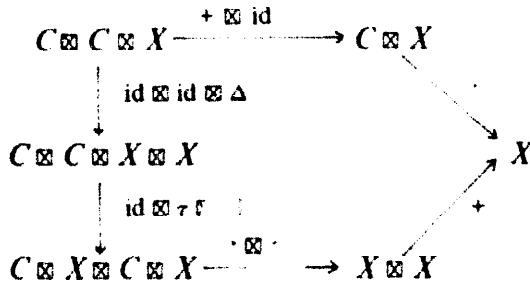 + ⊠ id
C ⊠ C ⊠ X C ⊠ X
id ⊠ id ⊠ Δ
C ⊠ C ⊠ X ⊠ X X
id ⊠ τ
+
· ⊠ ·
C ⊠ X ⊠ C ⊠ X X ⊠ X